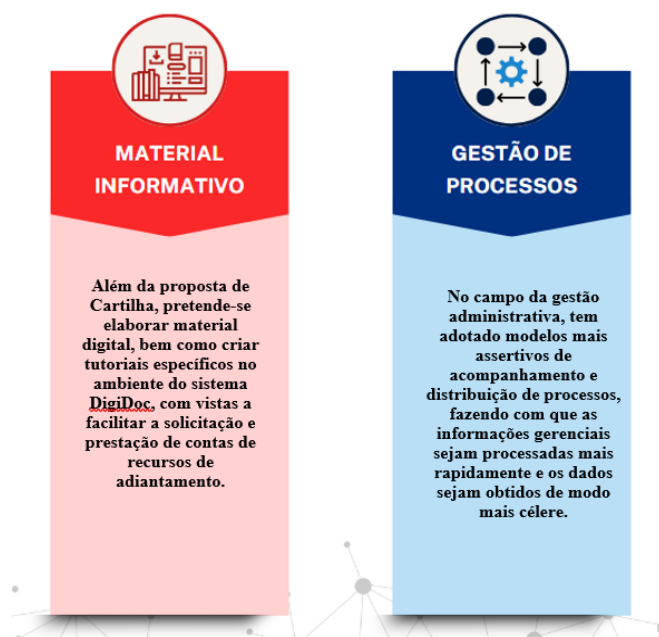 MATERIAL
INFORMATIVO
Além da proposta de
Cartilha, pretende-se
elaborar material
digital, bem como criar
tutoriais específicos no
ambiente do sistema
DigiDoc, com vistas a
facilitar a solicitação e
prestação de contas de
recursos de
adiantamento.
GESTÃO DE
PROCESSOS
No campo da gestão
administrativa, tem
adotado modelos mais
assertivos de
acompanhamento e
distribuição de processos,
fazendo com que as
informações gerenciais
sejam processadas mais
rapidamente e os dados
sejam obtidos de modo
mais célere.